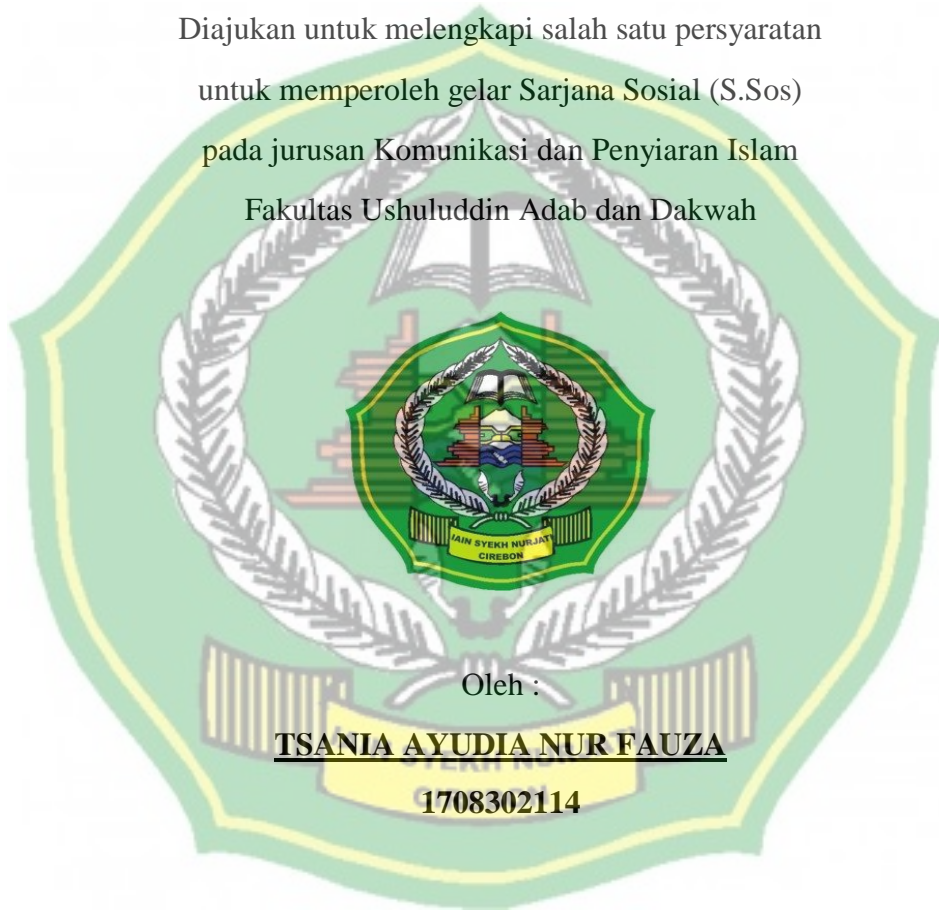 Diajukan untuk melengkapi salah satu persyaratan
untuk memperoleh gelar Sarjana Sosial (S.Sos)
pada jurusan Komunikasi dan Penyiaran Islam
Fakultas Ushuluddin Adab dan Dakwah
IAIN SYEKH NURJATI
CIREBON
Oleh :
TSANIA AYUDIA NUR FAUZA
1708302114